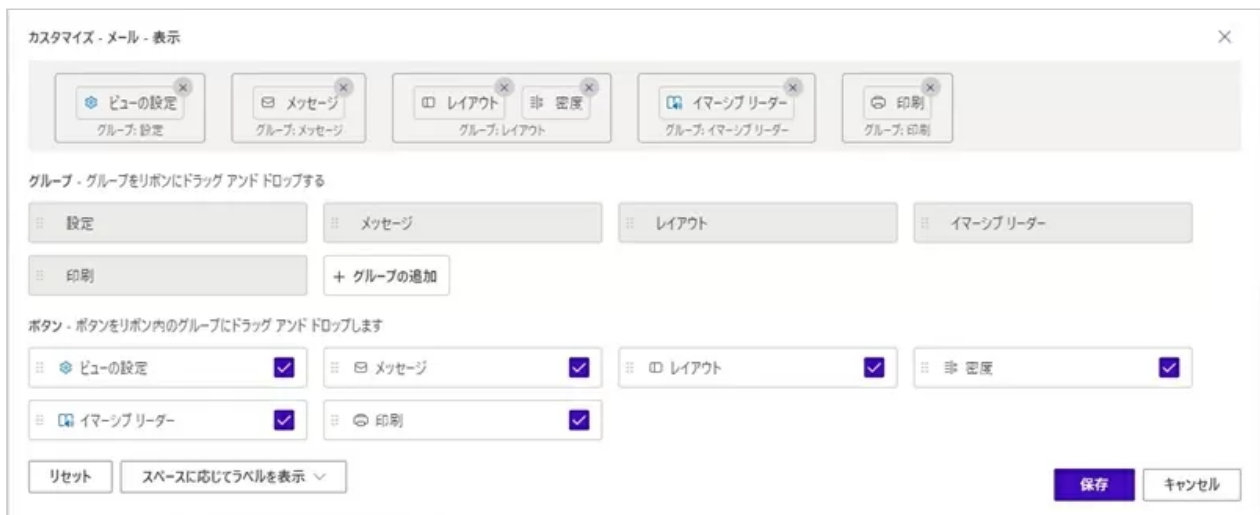 カスタマイズ - メール - 表示
ビューの設定 メッセージ レイアウト 密度 イマーシブ リーダー 印刷
グループ: 設定 グループ: メッセージ グループ: レイアウト グループ: イマーシブ リーダー グループ: 印刷
グループ - グループをリボンにドラッグ アンド ドロップする
設定 メッセージ レイアウト イマーシブ リーダー
印刷 + グループの追加
ボタン - ボタンをリボン内のグループにドラッグ アンド ドロップします
ビューの設定 メッセージ レイアウト 密度
イマーシブ リーダー 印刷
リセット スペースに応じてラベルを表示 保存 キャンセル